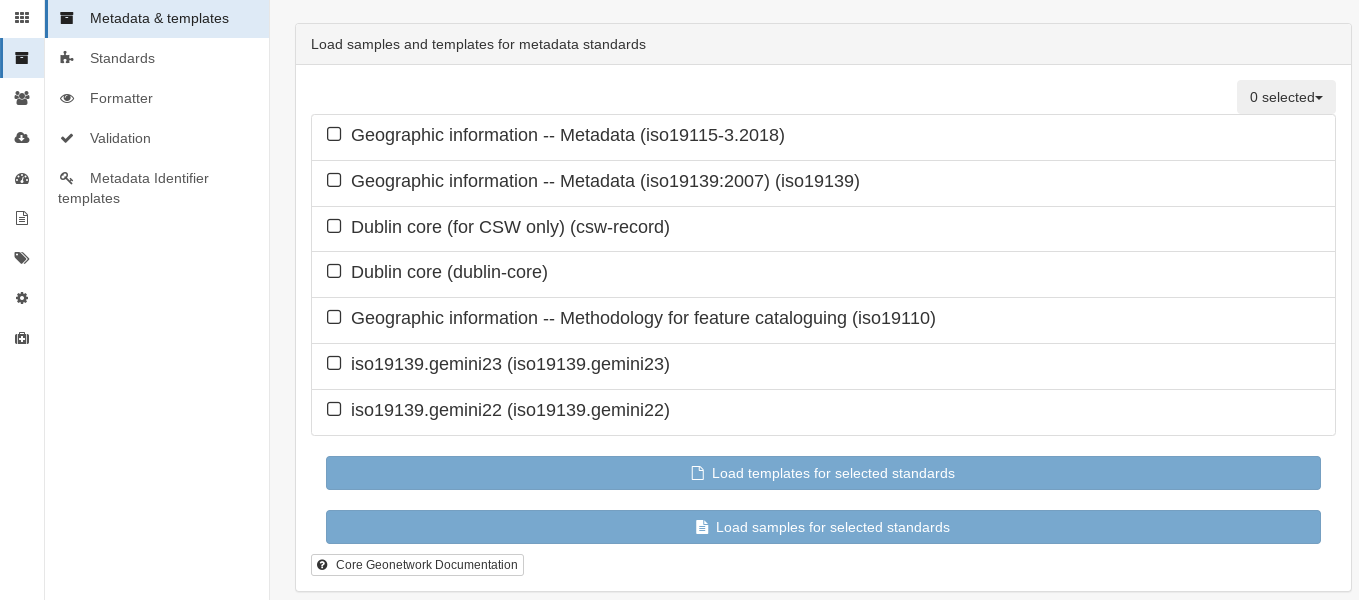 Metadata & templates
Standards
Formatter
Validation
Metadata Identifier
templates
Load samples and templates for metadata standards
0 selected
Geographic information -- Metadata (iso19115-3.2018)
Geographic information -- Metadata (iso19139:2007) (iso19139)
Dublin core (for CSW only) (csw-record)
Dublin core (dublin-core)
Geographic information -- Methodology for feature cataloguing (iso19110)
iso19139.gemini23 (iso19139.gemini23)
iso19139.gemini22 (iso19139.gemini22)
Load templates for selected standards
Load samples for selected standards
Core Geonetwork Documentation